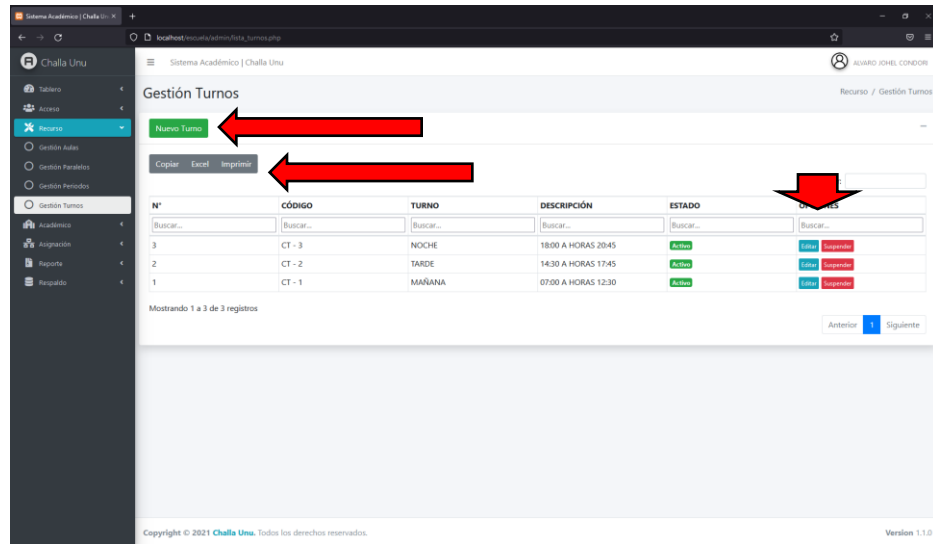 Sistema Académico | Challa Un
localhost/escuela/admin/lista_turnos.php
Challa Unu
Sistema Académico | Challa Unu
ALVARO JOHEL CONDORI
Tablero
Acceso
Recurso
Gestión Aulas
Gestión Paralelos
Gestión Periodos
Gestión Turnos
Académico
Asignación
Reporte
Respaldo
Gestión Turnos
Recurso / Gestión Turnos
Nuevo Turno
Copiar Excel Imprimir
N° CÓDIGO TURNO DESCRIPCIÓN ESTADO
Buscar... Buscar... Buscar... Buscar... Buscar... Buscar...
3 CT - 3 NOCHE 18:00 A HORAS 20:45 Activo Editar Suspender
2 CT - 2 TARDE 14:30 A HORAS 17:45 Activo Editar Suspender
1 CT - 1 MAÑANA 07:00 A HORAS 12:30 Activo Editar Suspender
Mostrando 1 a 3 de 3 registros
Anterior 1 Siguiente
Copyright © 2021 Challa Unu. Todos los derechos reservados.
Version 1.1.0